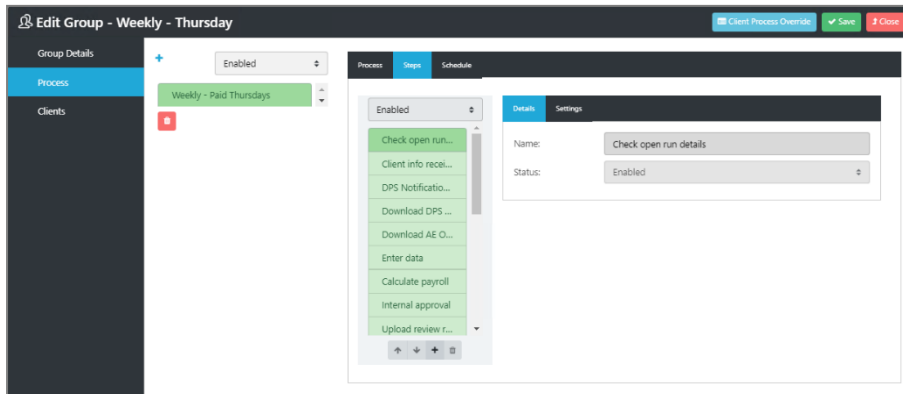 Edit Group - Weekly - Thursday
Client Process Override
Save
Close
Group Details
Process
Clients
Enabled
Weekly - Paid Thursdays
Process
Steps
Schedule
Enabled
Check open run...
Client info recei...
DPS Notificatio...
Download DPS ...
Download AE O...
Enter data
Calculate payroll
Internal approval
Upload review r...
Details
Settings
Name:
Check open run details
Status:
Enabled